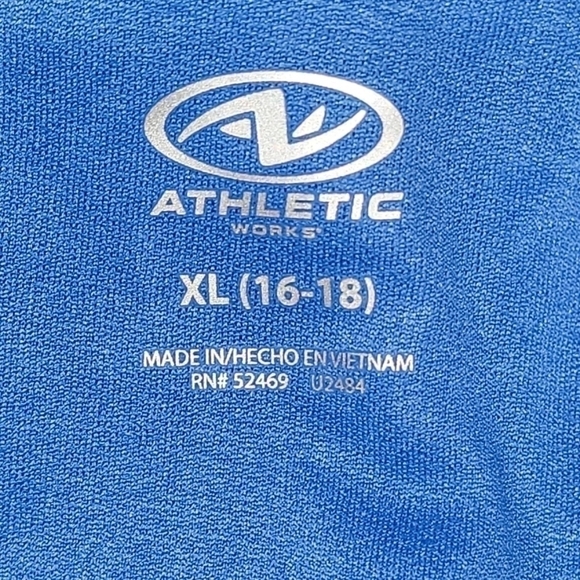 ATHLETIC
WORKS®
XL (16-18)
MADE IN/HECHO EN VIETNAM
RN# 52469 U2484